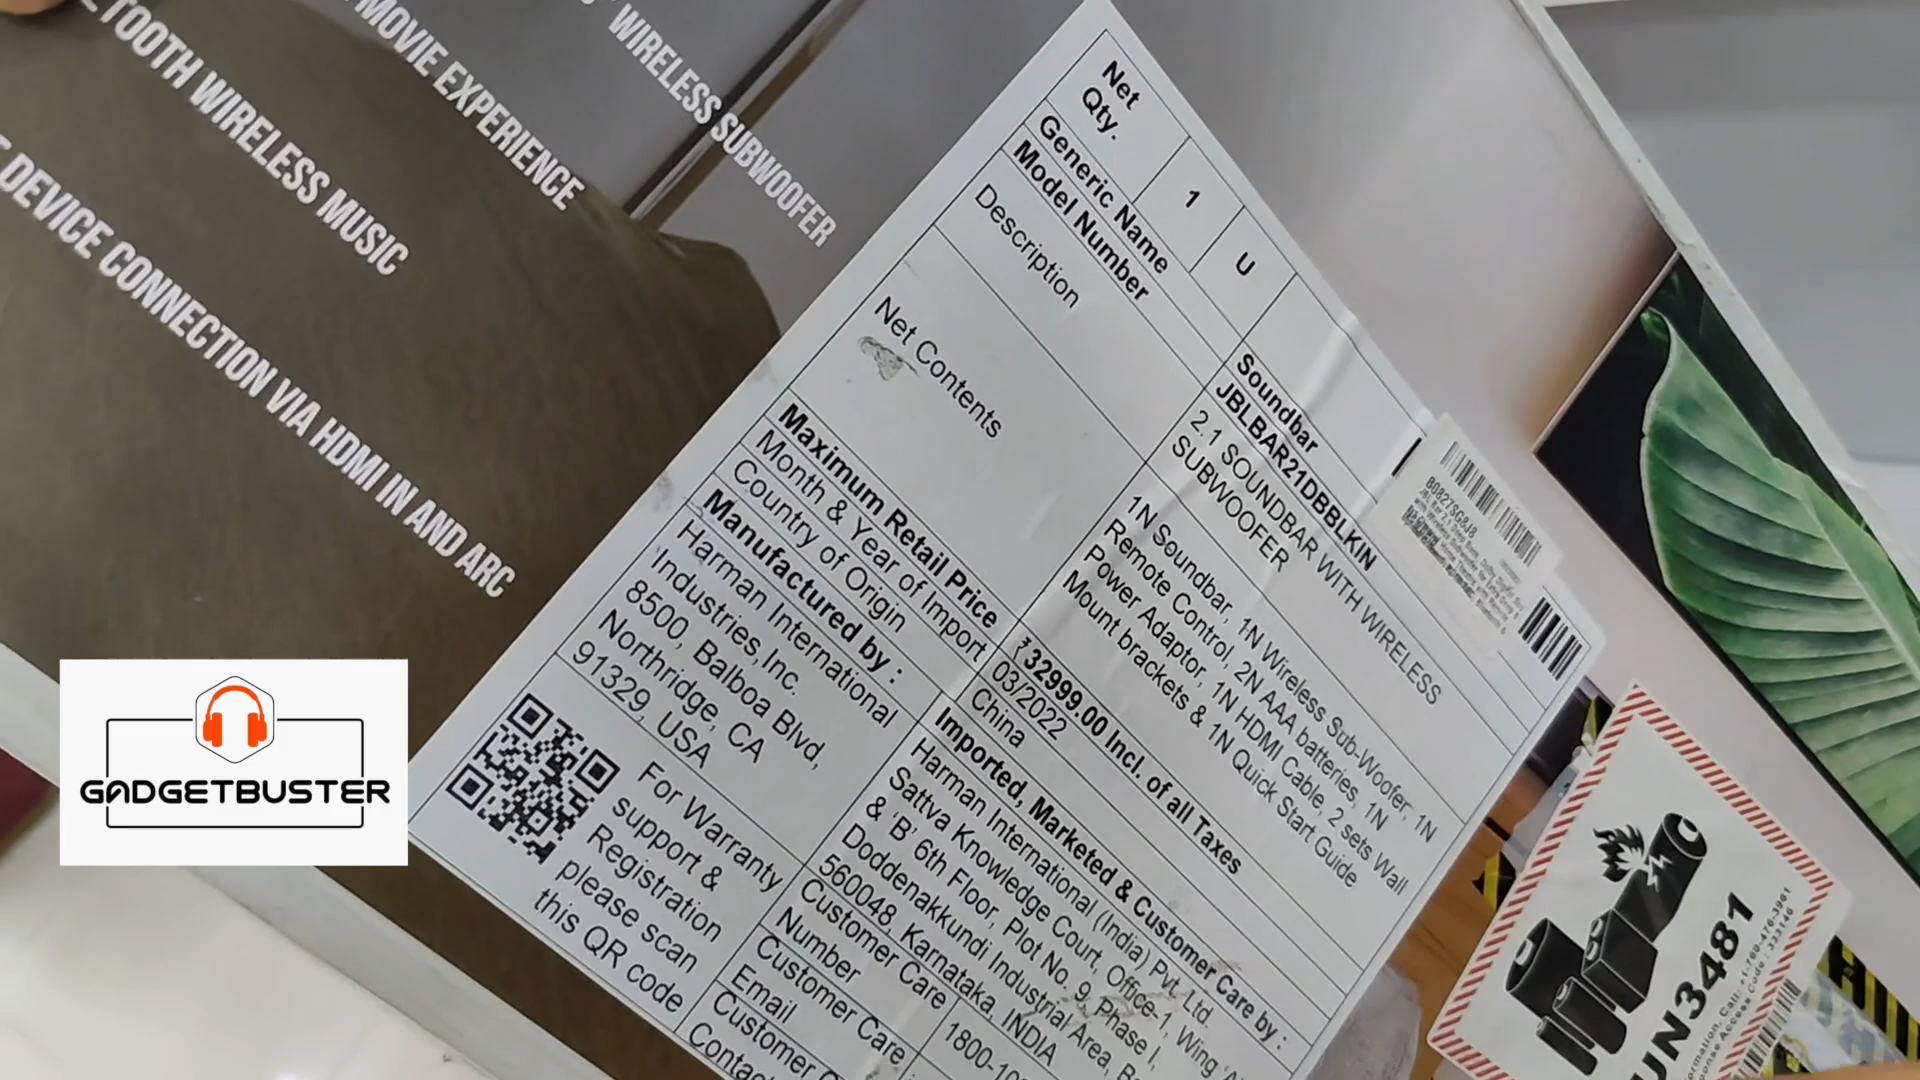 TOOTH WIRELESS MUSIC
MOVIE EXPERIENCE
WIRELESS SUBWOOFER
DEVICE CONNECTION VIA HDMI IN AND ARC
Net Qty.
1
U
Generic Name
Soundbar
Model Number
JBLBAR21DBBLKIN
Description
2.1 SOUNDBAR WITH WIRELESS
SUBWOOFER
Net Contents
1N Soundbar, 1N Wireless Sub-Woofer, 1N
Remote Control, 2N AAA batteries, 1N
Power Adaptor, 1N HDMI Cable, 2 sets Wall
Mount brackets & 1N Quick Start Guide
Maximum Retail Price
₹32999.00 Incl. of all Taxes
Month & Year of Import
03/2022
Country of Origin
China
Manufactured by :
Harman International
Industries, Inc.
8500, Balboa Blvd,
Northridge, CA
91329, USA
Imported, Marketed & Customer Care by :
Harman International (India) Pvt. Ltd.
Sattva Knowledge Court, Office-1, Wing 'A'
& 'B' 6th Floor, Plot No. 9, Phase I,
Doddenakkundi Industrial Area,
560048, Karnataka, INDIA
For Warranty
support &
Registration
please scan
this QR code
Customer Care
Number
1800-10
Customer Care
Email
Customer
B0827SG8J8
UN3481
GADGETBUSTER